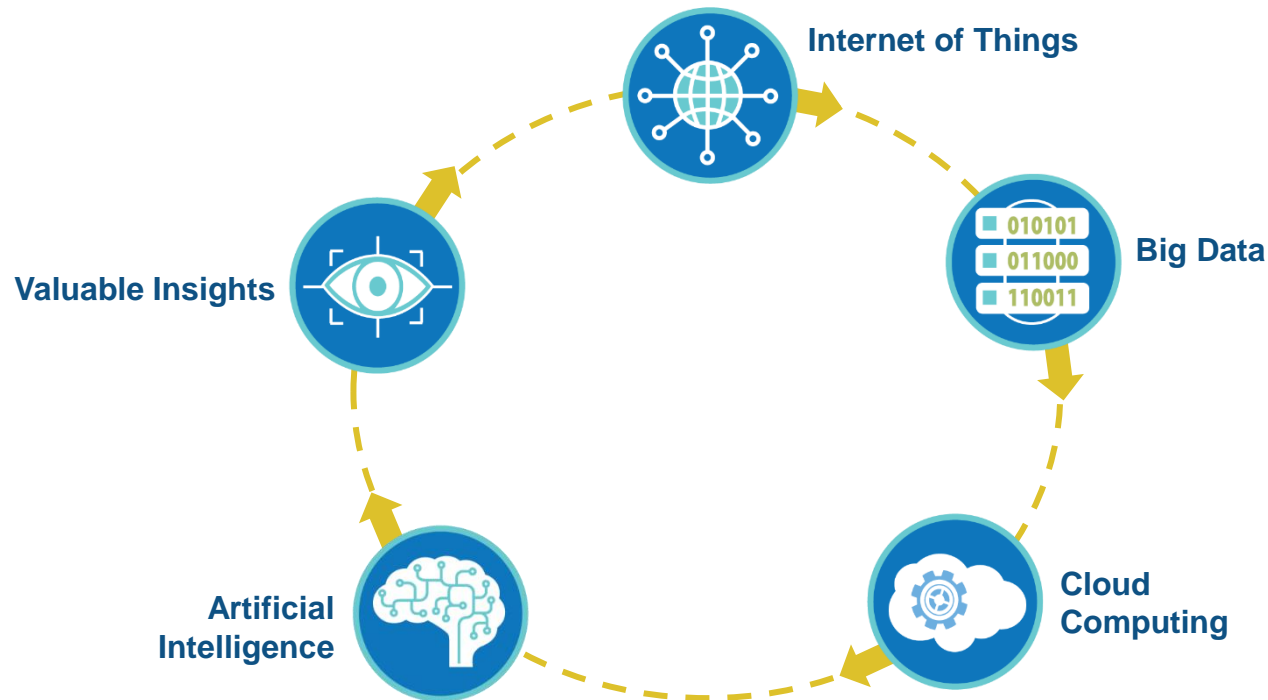 Internet of Things
010101
011000
110011
Big Data
Valuable Insights
Cloud
Computing
Artificial
Intelligence